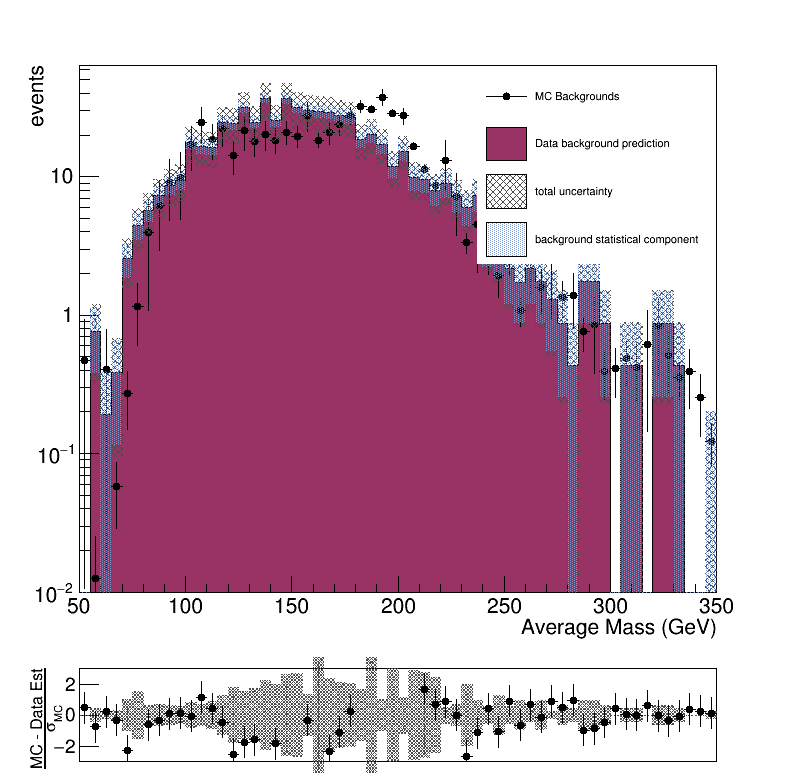 events
MC Backgrounds
Data background prediction
total uncertainty
background statistical component
10
1
10−1
10−2
50 100 150 200 250 300 350
Average Mass (GeV)
MC - Data Est
σMC
2
0
−2